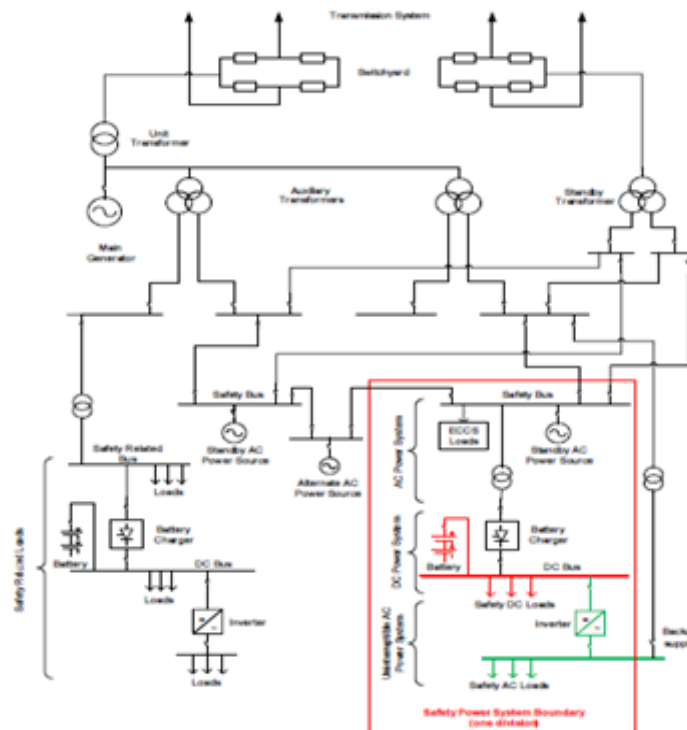 Transmission System
Switchyard
Unit
Transformer
Auxiliary
Transformers
Standby
Transformer
Main
Generator
Safety Bus
Safety Bus
ECCS
Loads
Standby AC
Power Source
Standby AC
Power Source
Alternate AC
Power Source
AC Power System
Safety Related
Bus
Loads
Battery
Charger
Battery
DC Bus
Loads
Inverter
Loads
Safety Related Loads
Battery
Charger
Battery
DC Bus
DC Power System
Safety DC Loads
Inverter
Uninterruptible AC
Power System
Safety AC Loads
Safety Power System Boundary
(one division)